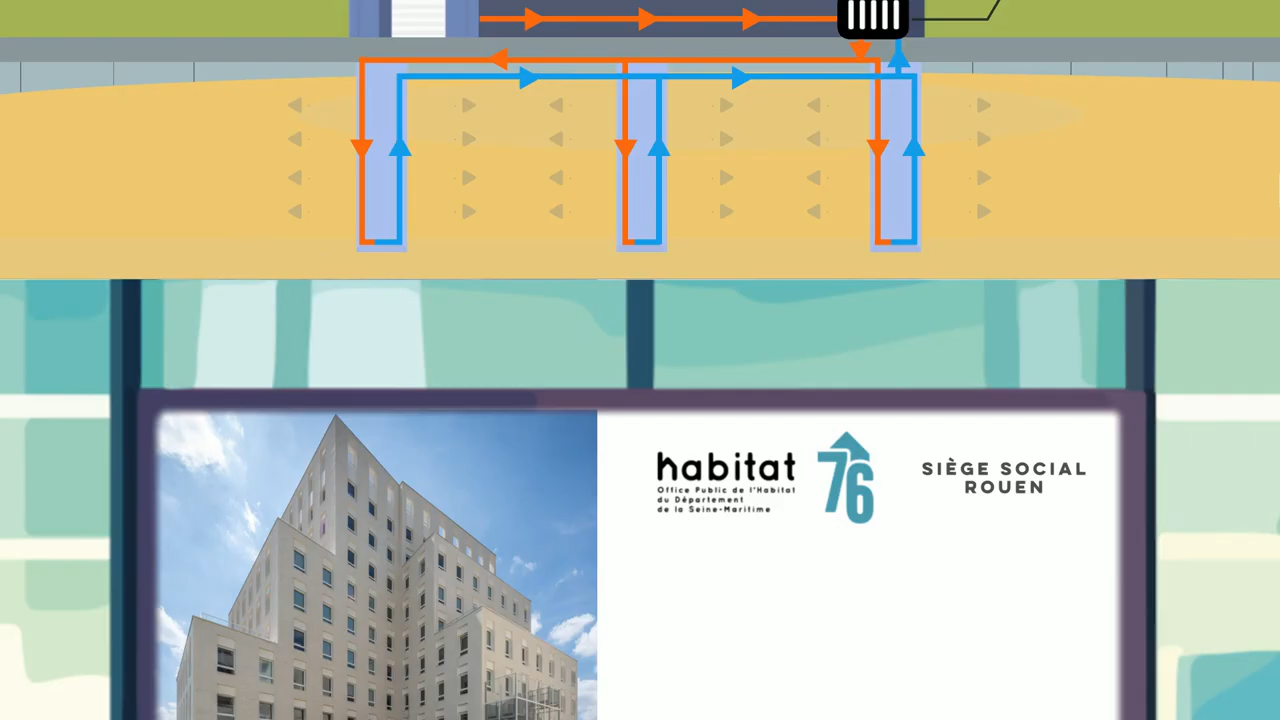 habitat
Office Public de l'Habitat
du Département
de la Seine-Maritime
76
SIÈGE SOCIAL
ROUEN